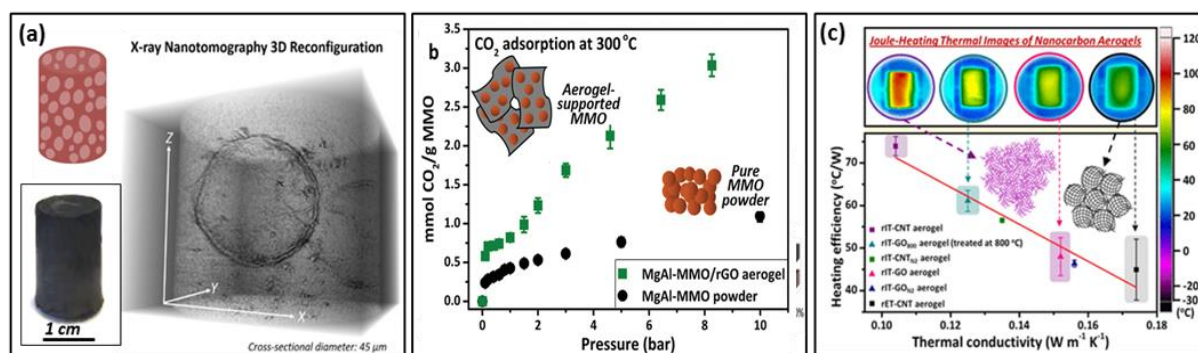 (a)
X-ray Nanotomography 3D Reconfiguration
Z
Y
X
1 cm
Cross-sectional diameter: 45 μm
b
CO₂ adsorption at 300 °C
Aerogel-
supported
MMO
Pure
MMO
powder
mmol CO₂/g MMO
3.5
3.0
2.5
2.0
1.5
1.0
0.5
0.0
MgAl-MMO/rGO aerogel
MgAl-MMO powder
0 2 4 6 8 10
Pressure (bar)
(c)
Joule-Heating Thermal Images of Nanocarbon Aerogels
120
100
80
60
40
20
0
-20
-30
(°C)
Heating efficiency (°C/W)
70
60
50
40
rIT-CNT aerogel
rIT-GO₈₀₀ aerogel (treated at 800 °C)
rIT-CNT_N2 aerogel
rIT-GO aerogel
rIT-GO_N2 aerogel
rET-CNT aerogel
0.10 0.12 0.14 0.16 0.18
Thermal conductivity (W m⁻¹ K⁻¹)